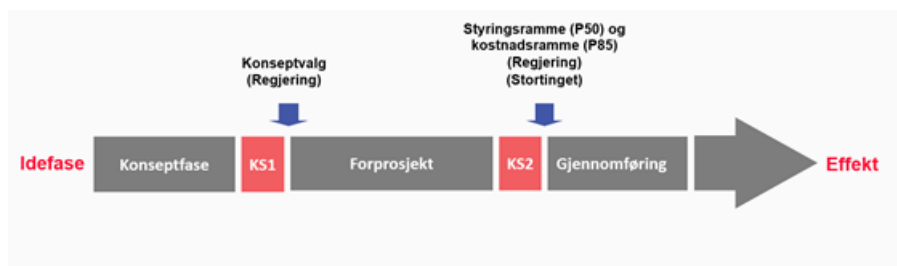 Styringsramme (P50) og
kostnadsramme (P85)
(Regjering)
(Stortinget)
Konseptvalg
(Regjering)
Idefase
Konseptfase
KS1
Forprosjekt
KS2
Gjennomføring
Effekt